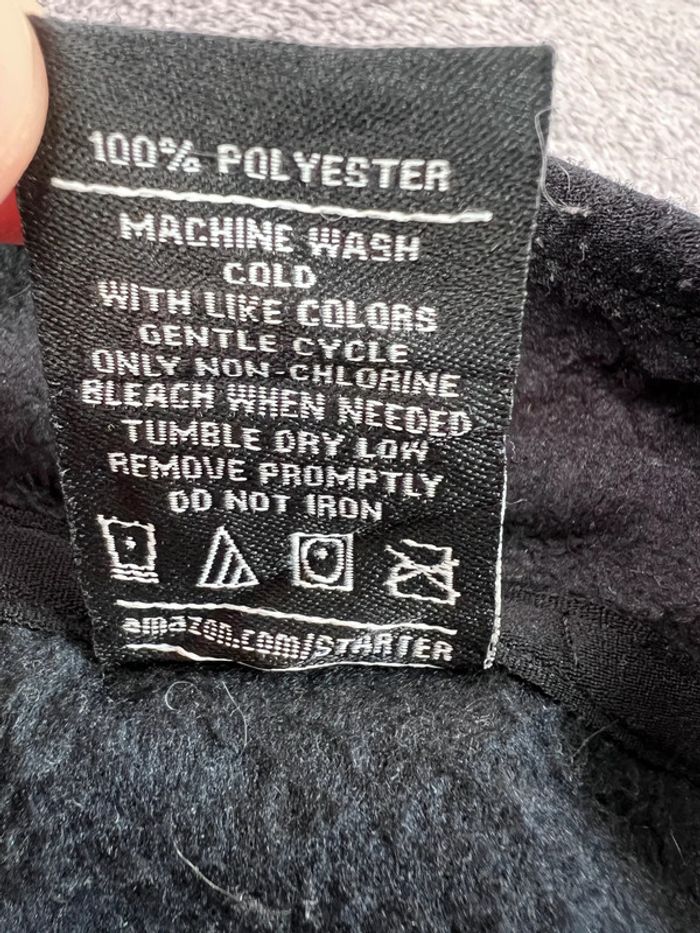 100% POLYESTER
MACHINE WASH
COLD
WITH LIKE COLORS
GENTLE CYCLE
ONLY NON-CHLORINE
BLEACH WHEN NEEDED
TUMBLE DRY LOW
REMOVE PROMPTLY
DO NOT IRON
amazon.com/STARTER